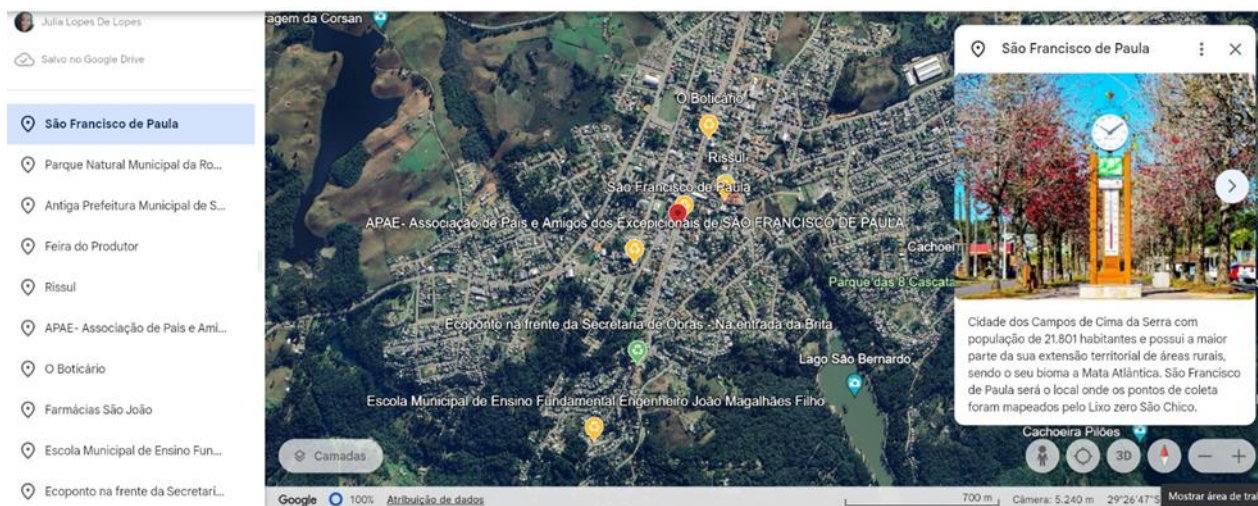 Julia Lopes De Lopes
Salvo no Google Drive
São Francisco de Paula
Parque Natural Municipal da Ro...
Antiga Prefeitura Municipal de S...
Feira do Produtor
Rissul
APAE- Associação de Pais e Ami...
O Boticário
Farmácias São João
Escola Municipal de Ensino Fun...
Ecoponto na frente da Secretari...
ragem da Corsan
O Boticário
Rissul
São Francisco de Paula
APAE- Associação de Pais e Amigos dos Excepcionais de SÃO FRANCISCO DE PAULA
Cachoei
Parque das 8 Cascata
Ecoponto na frente da Secretaria de Obras - Na entrada da Brita
Lago São Bernardo
Escola Municipal de Ensino Fundamental Engenheiro João Magalhães Filho
Cachoeira Pilões
Camadas
3D
Google
100%
Atribuição de dados
700 m
Câmera: 5.240 m
29°26'47"S
Mostrar área de tral
São Francisco de Paula
Cidade dos Campos de Cima da Serra com
população de 21.801 habitantes e possui a maior
parte da sua extensão territorial de áreas rurais,
sendo o seu bioma a Mata Atlântica. São Francisco
de Paula será o local onde os pontos de coleta
foram mapeados pelo Lixo zero São Chico.